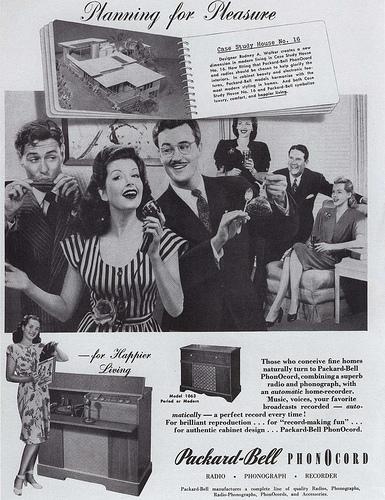 Planning for Pleasure
Case Study House No. 16
Designer Rodney A. Walker creates a new
dimension in modern living in Case Study House
No. 16. How fitting that Packard-Bell PhonOcord
and radios should be chosen to help glorify the
interiors. In cabinet beauty and electronic fea-
tures, Packard-Bell models harmonize with the
most modern styling in homes. And both Case
Study House No. 16 and Packard-Bell symbolize
luxury, comfort, and happier living.
—for Happier
Living
Model 1062
Period or Modern
Those who conceive fine homes
naturally turn to Packard-Bell
PhonOcord, combining a superb
radio and phonograph, with
an automatic home-recorder.
Music, voices, your favorite
broadcasts recorded — auto-
matically — a perfect record every time!
For brilliant reproduction . . . for "record-making fun" . . .
for authentic cabinet design . . . Packard-Bell PhonOcord.
Packard-Bell PHONOCORD
RADIO · PHONOGRAPH · RECORDER
Packard-Bell manufactures a complete line of quality Radios, Phonographs,
Radio-Phonographs, PhonOcords, and Accessories.